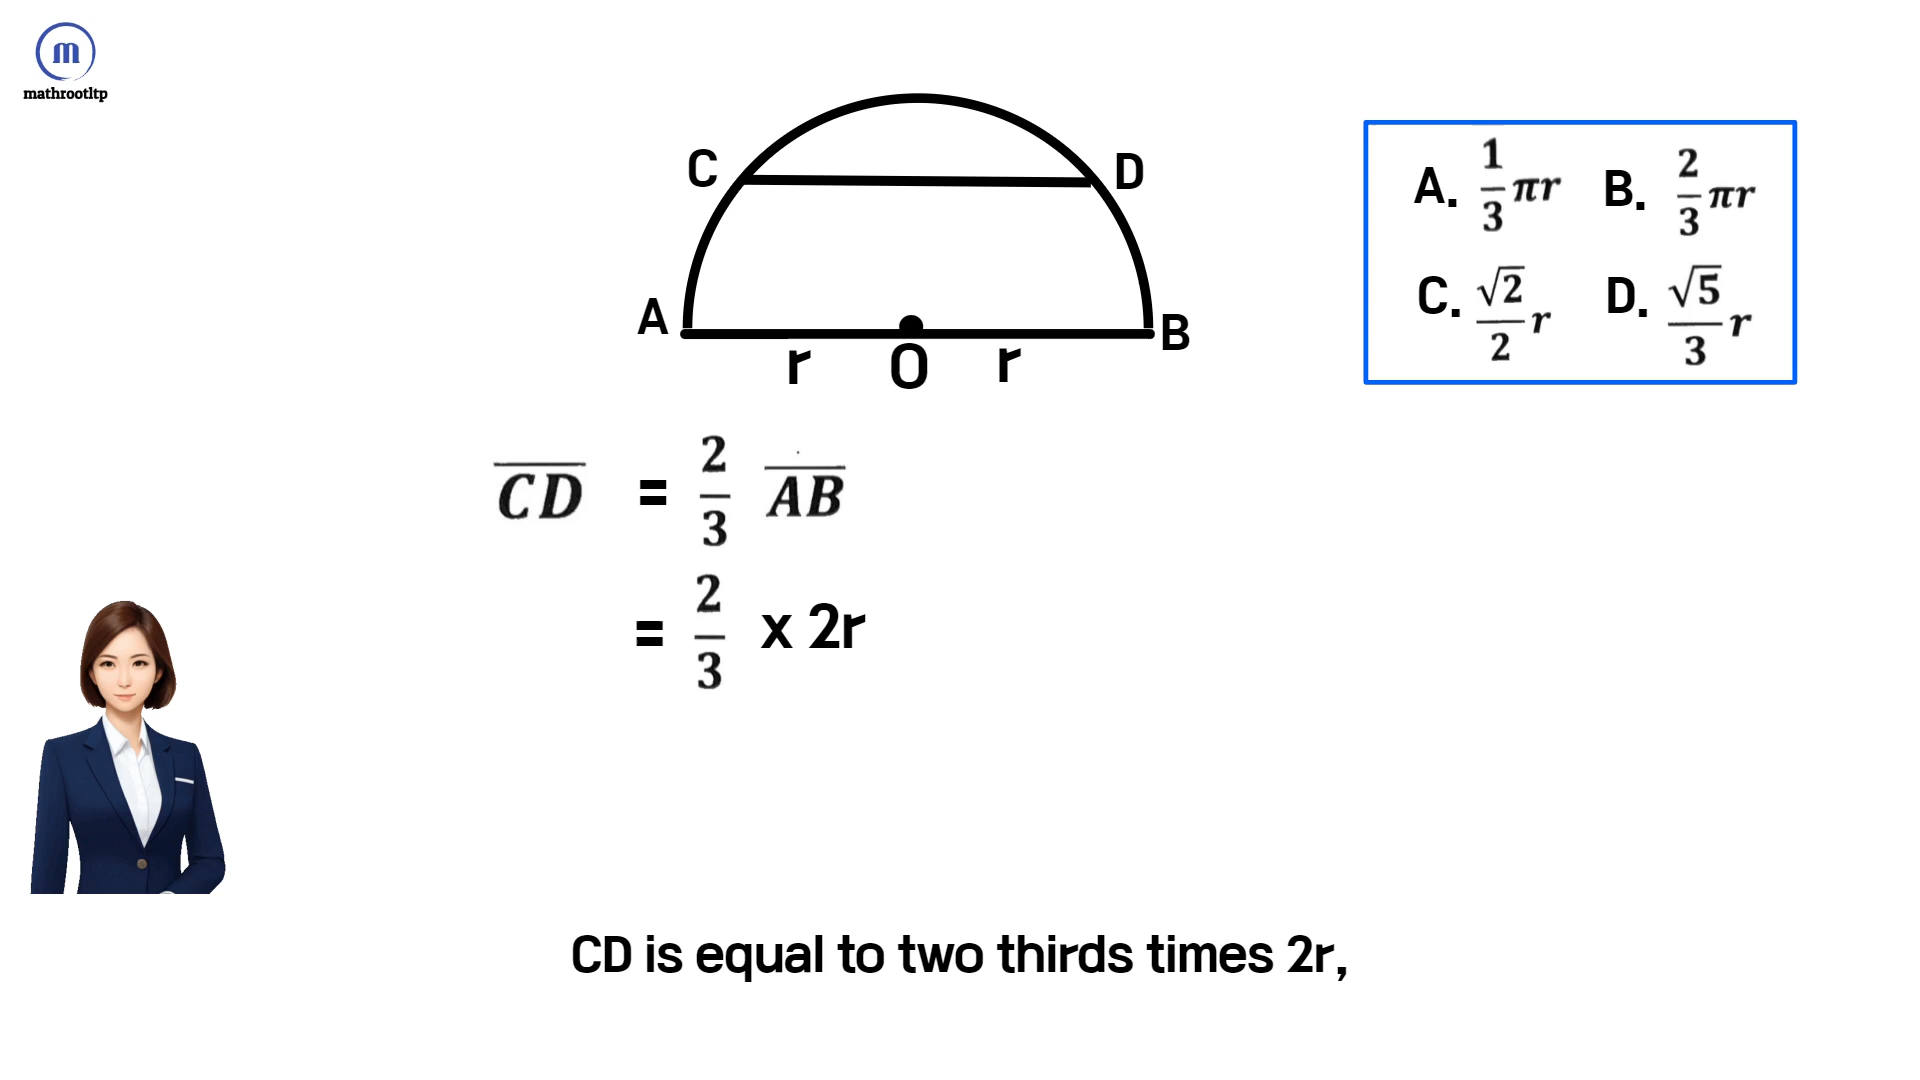 m
mathrootltp
C
D
A
B
r
O
r
A. 1/3 πr B. 2/3 πr
C. √2/2 r D. √5/3 r
CD = 2/3 AB
= 2/3 x 2r
CD is equal to two thirds times 2r,